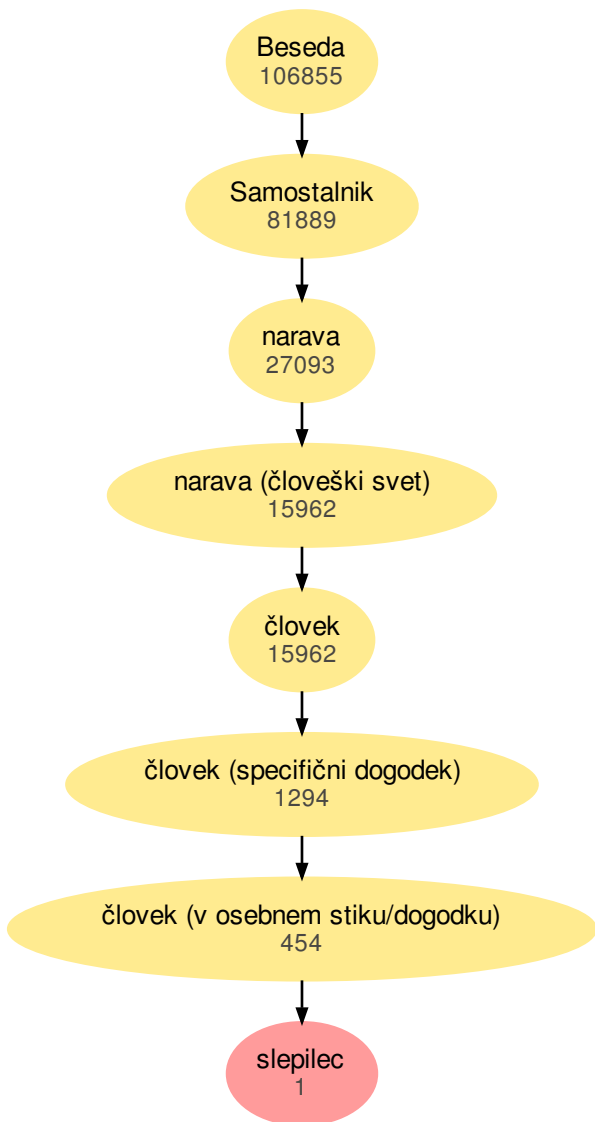 Beseda
106855
Samostalnik
81889
narava
27093
narava (človeški svet)
15962
človek
15962
človek (specifični dogodek)
1294
človek (v osebnem stiku/dogodku)
454
slepilec
1